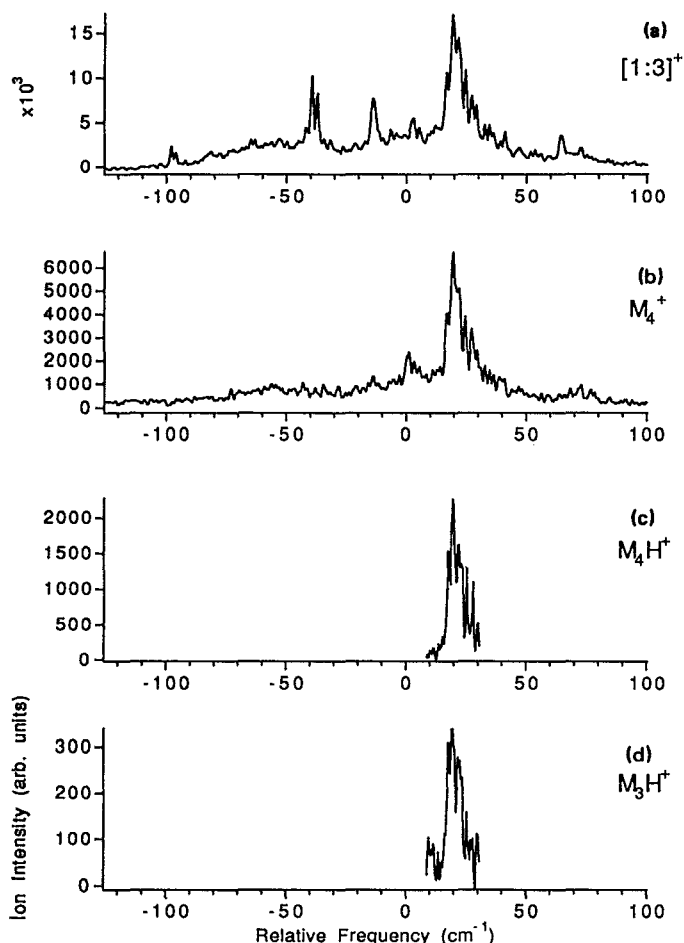 (a)
[1:3]+
x10³
15
10
5
0
-100 -50 0 50 100
(b)
M₄+
6000
5000
4000
3000
2000
1000
0
-100 -50 0 50 100
(c)
M₄H+
2000
1500
1000
500
0
-100 -50 0 50 100
(d)
M₃H+
Ion Intensity (arb. units)
300
200
100
0
-100 -50 0 50 100
Relative Frequency (cm⁻¹)